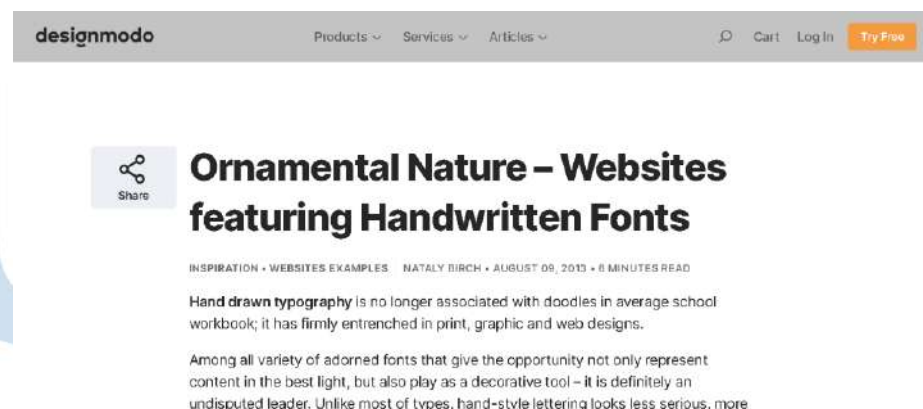 designmodo Products Services Articles Cart Log In Try Free
Share
Ornamental Nature – Websites
featuring Handwritten Fonts
INSPIRATION • WEBSITES EXAMPLES NATALY BIRCH • AUGUST 09, 2013 • 6 MINUTES READ
Hand drawn typography is no longer associated with doodles in average school
workbook; it has firmly entrenched in print, graphic and web designs.
Among all variety of adorned fonts that give the opportunity not only represent
content in the best light, but also play as a decorative tool – it is definitely an
undisputed leader. Unlike most of types, hand-style lettering looks less serious, more